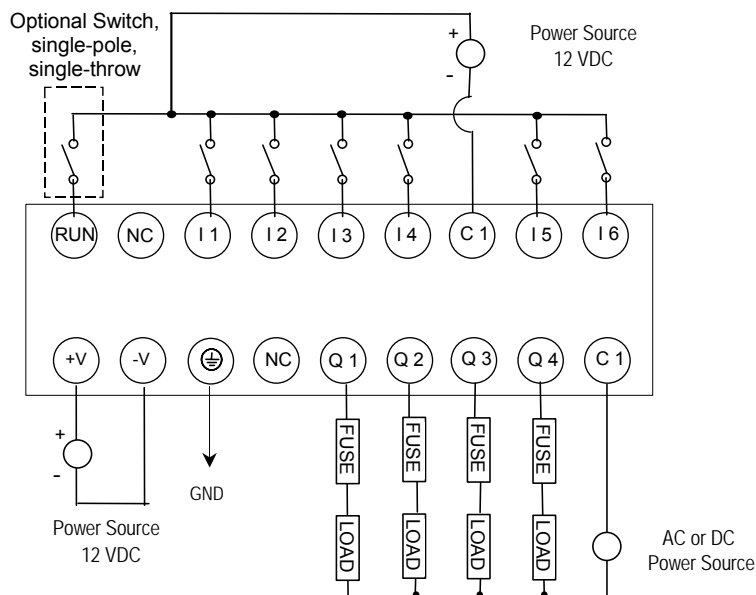 Optional Switch,
single-pole,
single-throw
+
-
Power Source
12 VDC
RUN
NC
I 1
I 2
I 3
I 4
C 1
I 5
I 6
+V
-V
NC
Q 1
Q 2
Q 3
Q 4
C 1
+
-
GND
FUSE
FUSE
FUSE
FUSE
LOAD
LOAD
LOAD
LOAD
Power Source
12 VDC
AC or DC
Power Source